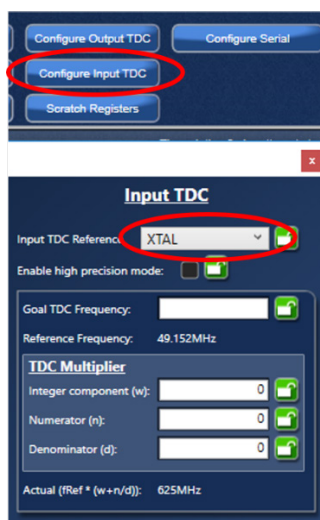 Configure Output TDC Configure Serial
Configure Input TDC
Scratch Registers
x
Input TDC
Input TDC Reference XTAL
Enable high precision mode:
Goal TDC Frequency:
Reference Frequency: 49.152MHz
TDC Multiplier
Integer component (w): 0
Numerator (n): 0
Denominator (d): 0
Actual (fRef * (w+n/d)): 625MHz